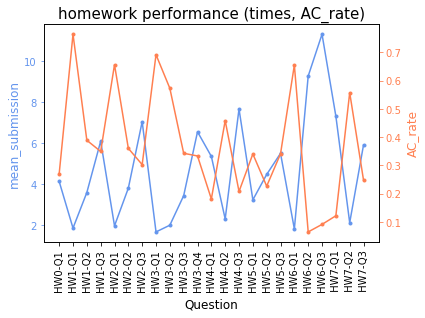 homework performance (times, AC_rate)
mean_submission
10
8
6
4
2
AC_rate
0.7
0.6
0.5
0.4
0.3
0.2
0.1
HW0-Q1
HW1-Q1
HW1-Q2
HW1-Q3
HW2-Q1
HW2-Q2
HW2-Q3
HW3-Q1
HW3-Q2
HW3-Q3
HW3-Q4
HW4-Q1
HW4-Q2
HW4-Q3
HW5-Q1
HW5-Q2
HW5-Q3
HW6-Q1
HW6-Q2
HW6-Q3
HW7-Q1
HW7-Q2
HW7-Q3
Question